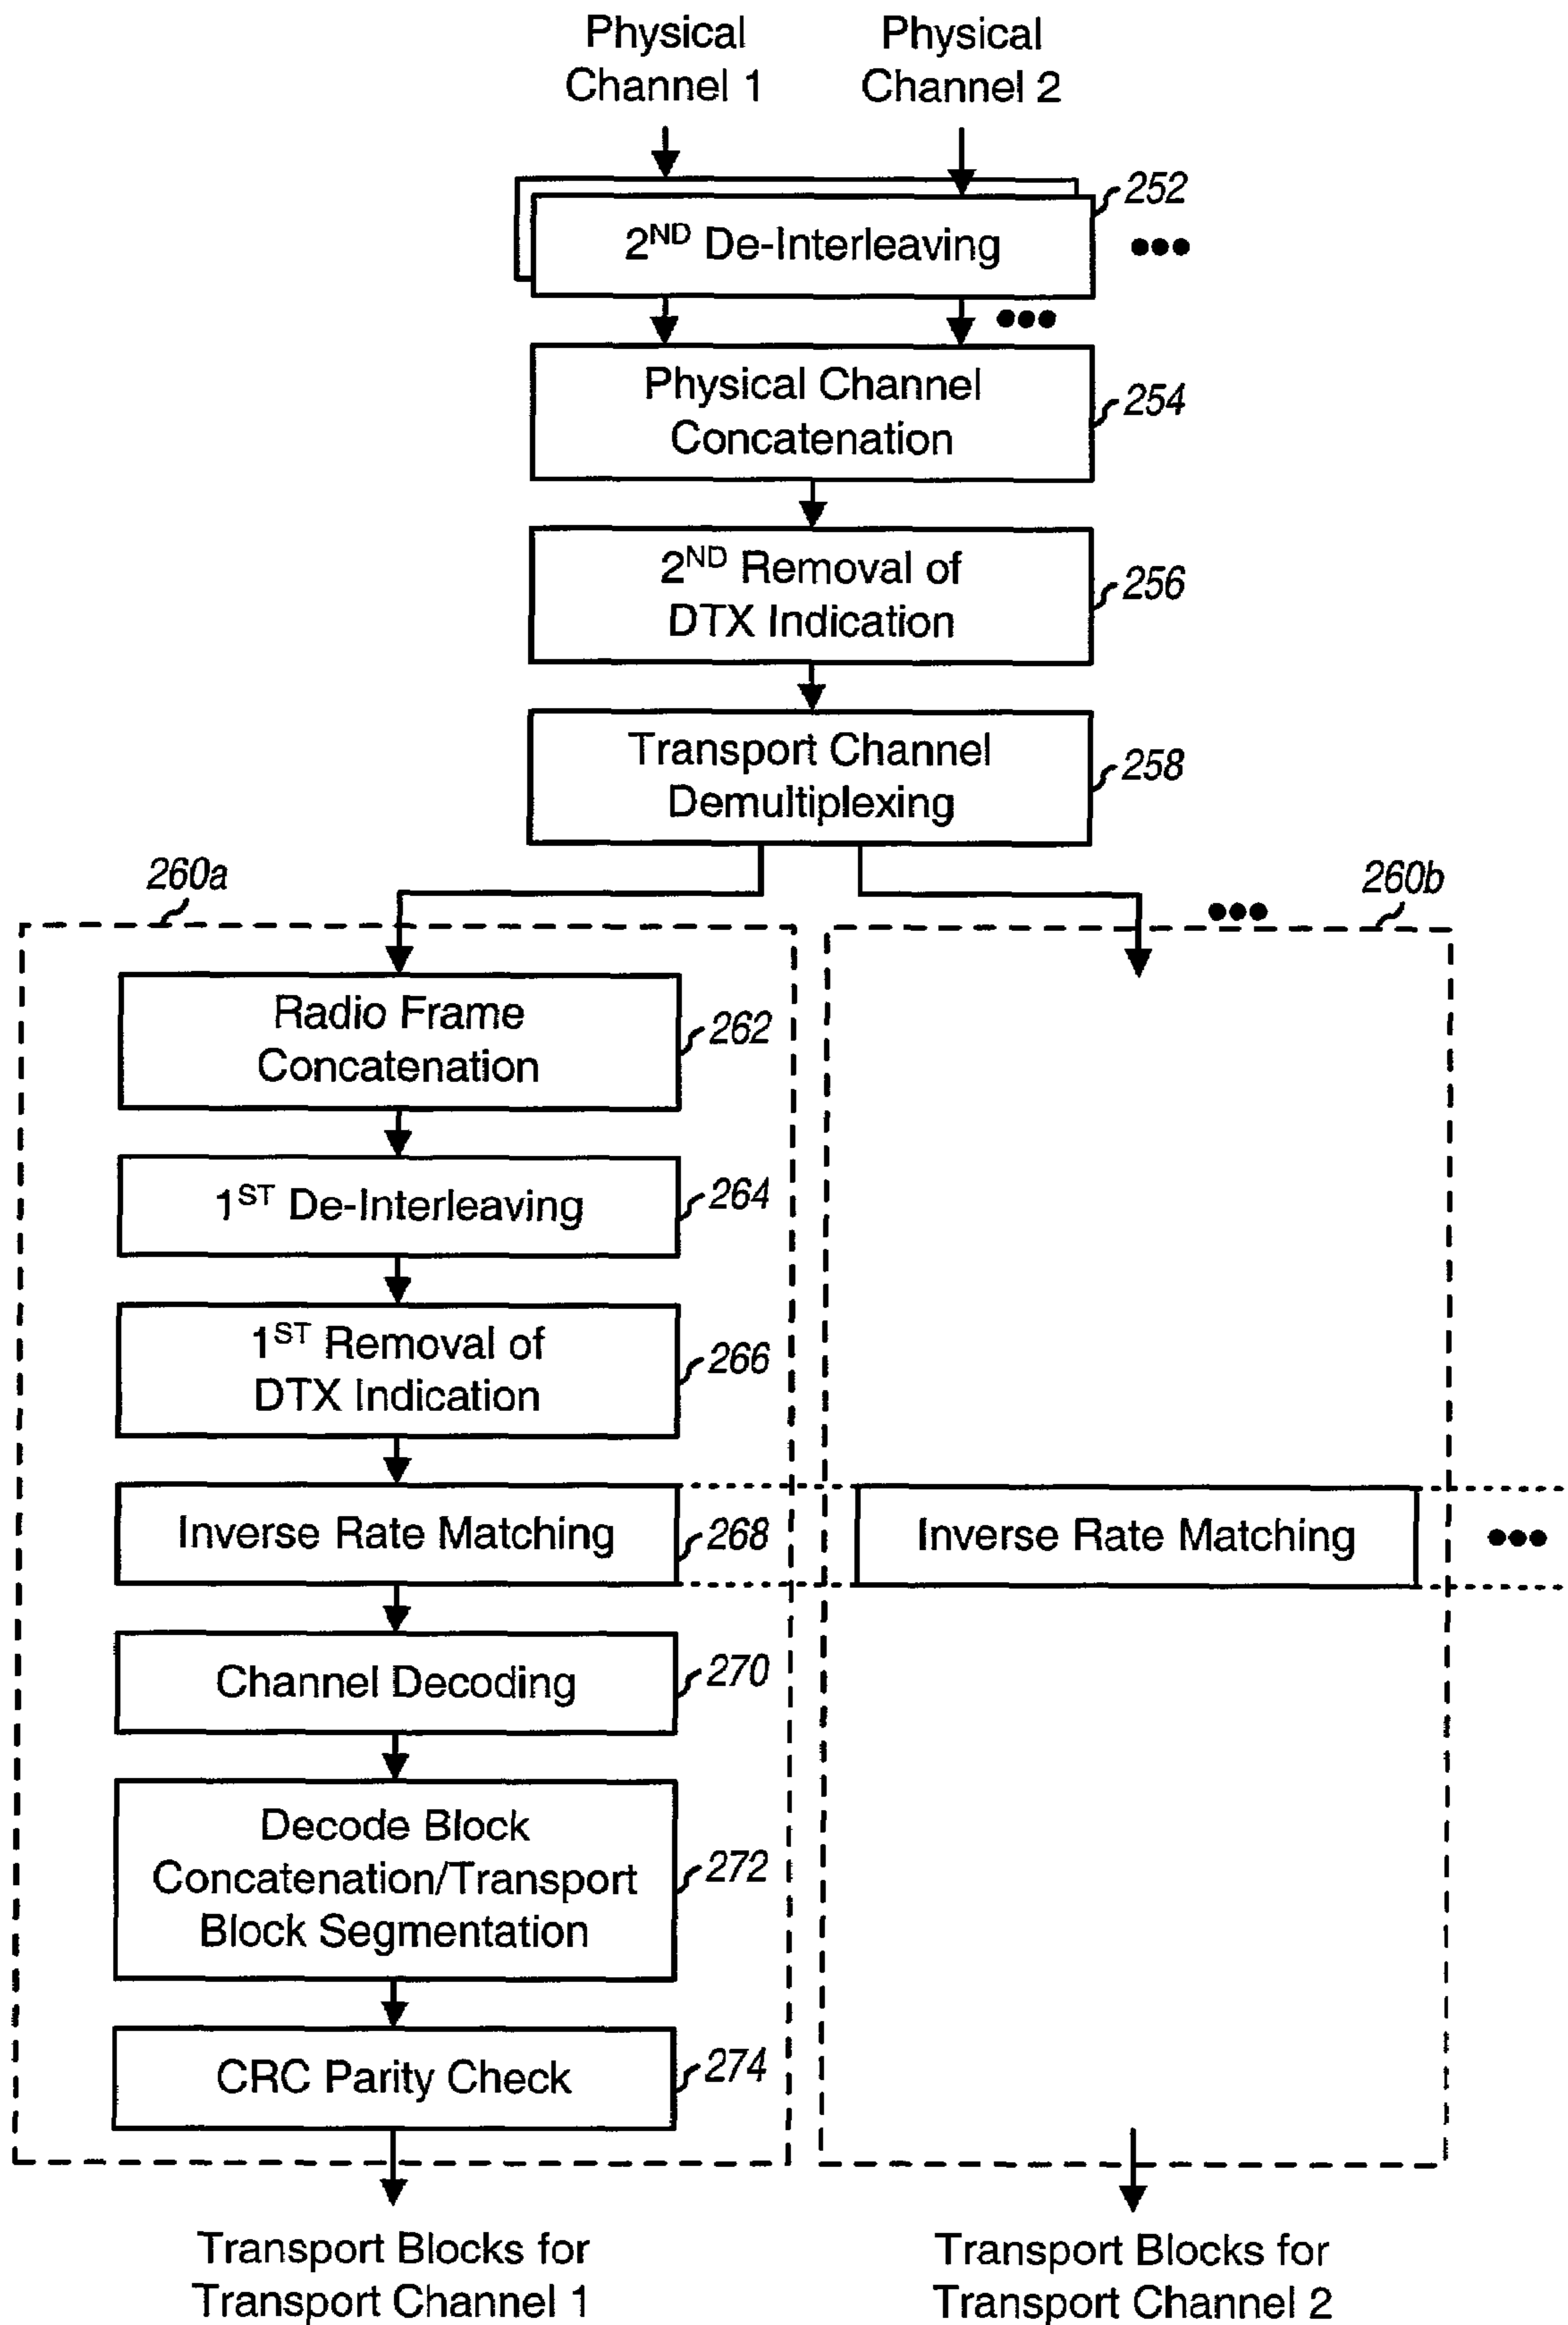 Physical
Channel 1
Physical
Channel 2
252
2ND De-Interleaving
Physical Channel
Concatenation
254
2ND Removal of
DTX Indication
256
Transport Channel
Demultiplexing
258
260a
260b
Radio Frame
Concatenation
262
1ST De-Interleaving
264
1ST Removal of
DTX Indication
266
Inverse Rate Matching
268
Inverse Rate Matching
Channel Decoding
270
Decode Block
Concatenation/Transport
Block Segmentation
272
CRC Parity Check
274
Transport Blocks for
Transport Channel 1
Transport Blocks for
Transport Channel 2